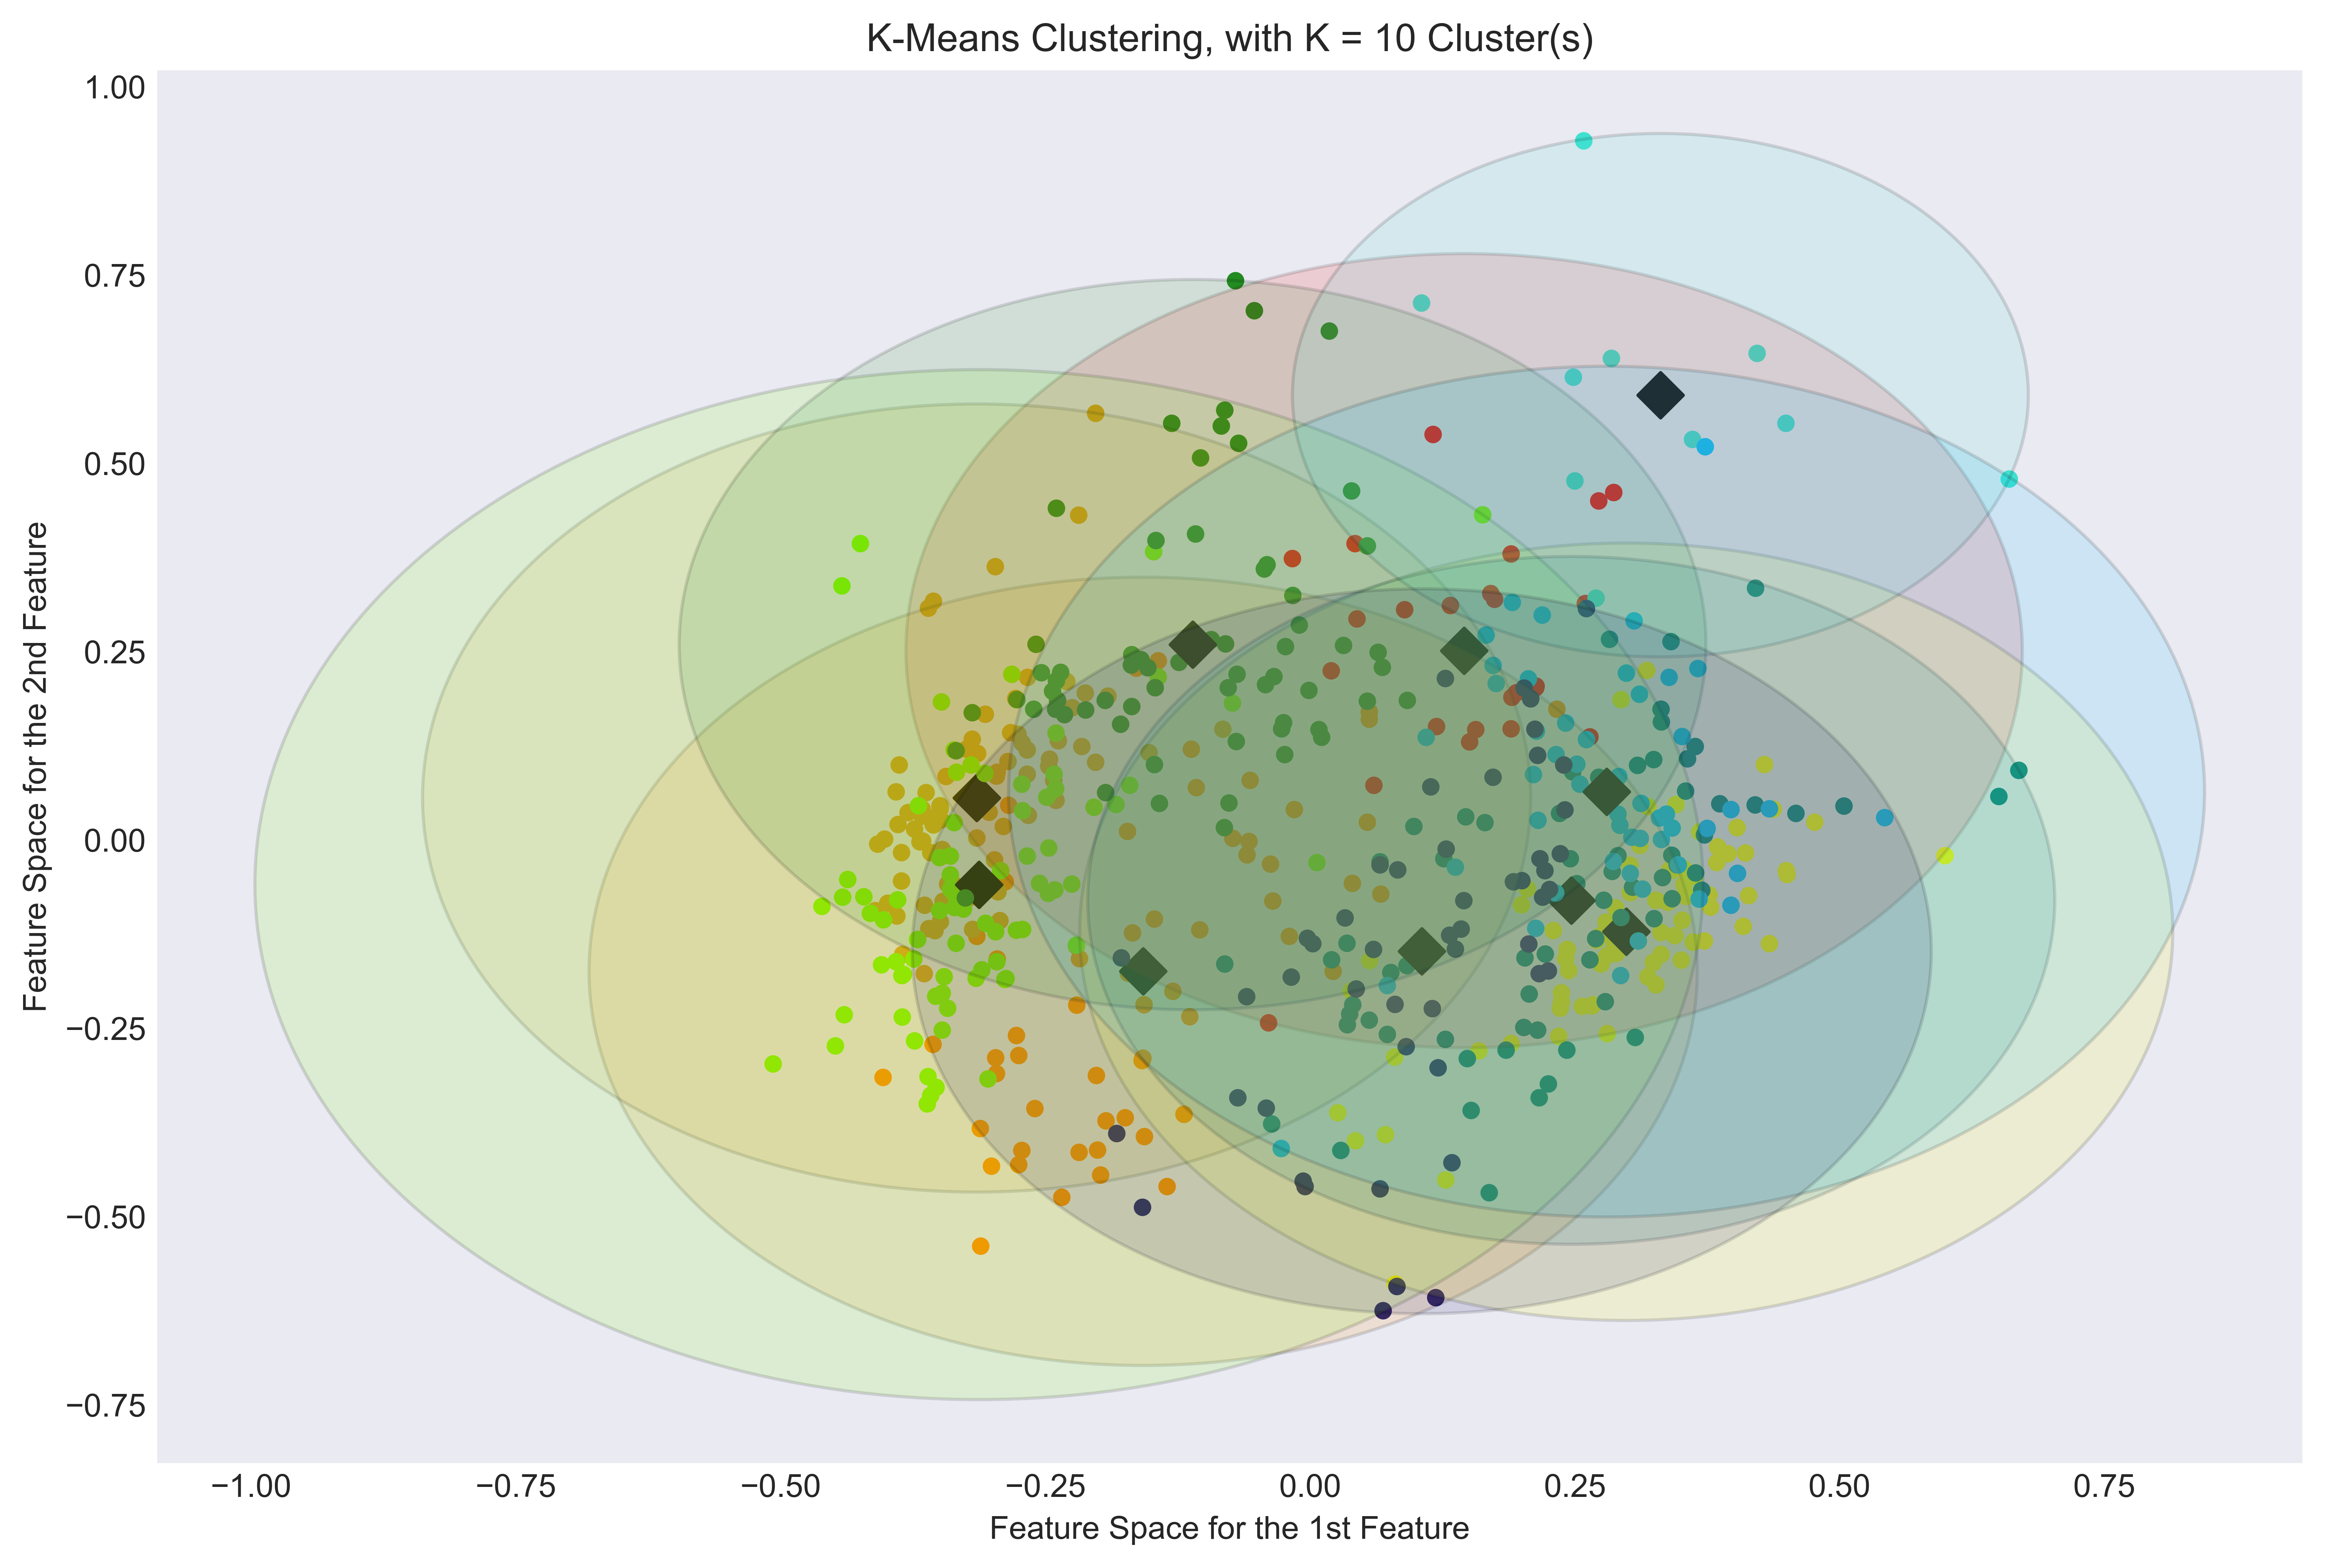 K-Means Clustering, with K = 10 Cluster(s)
1.00
0.75
0.50
0.25
0.00
−0.25
−0.50
−0.75
Feature Space for the 2nd Feature
−1.00 −0.75 −0.50 −0.25 0.00 0.25 0.50 0.75
Feature Space for the 1st Feature